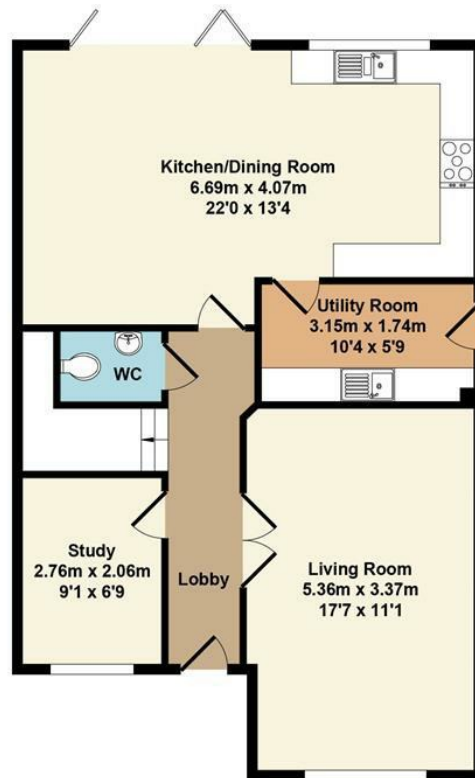 Kitchen/Dining Room
6.69m x 4.07m
22'0 x 13'4
Utility Room
3.15m x 1.74m
10'4 x 5'9
WC
Study
2.76m x 2.06m
9'1 x 6'9
Lobby
Living Room
5.36m x 3.37m
17'7 x 11'1